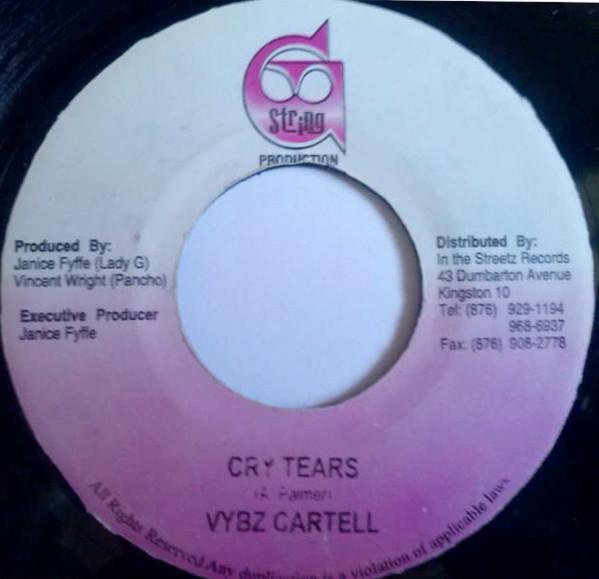 G
String
PRODUCTION
Produced By:
Janice Fyffe (Lady G)
Vincent Wright (Pancho)
Executive Producer
Janice Fyffe
Distributed By:
In the Streetz Records
43 Dumbarton Avenue
Kingston 10
Tel: (876) 929-1194
968-6937
Fax: (876) 908-2778
CRY TEARS
(A. Palmer)
VYBZ CARTELL
All Rights Reserved Any duplication is a violation of applicable laws